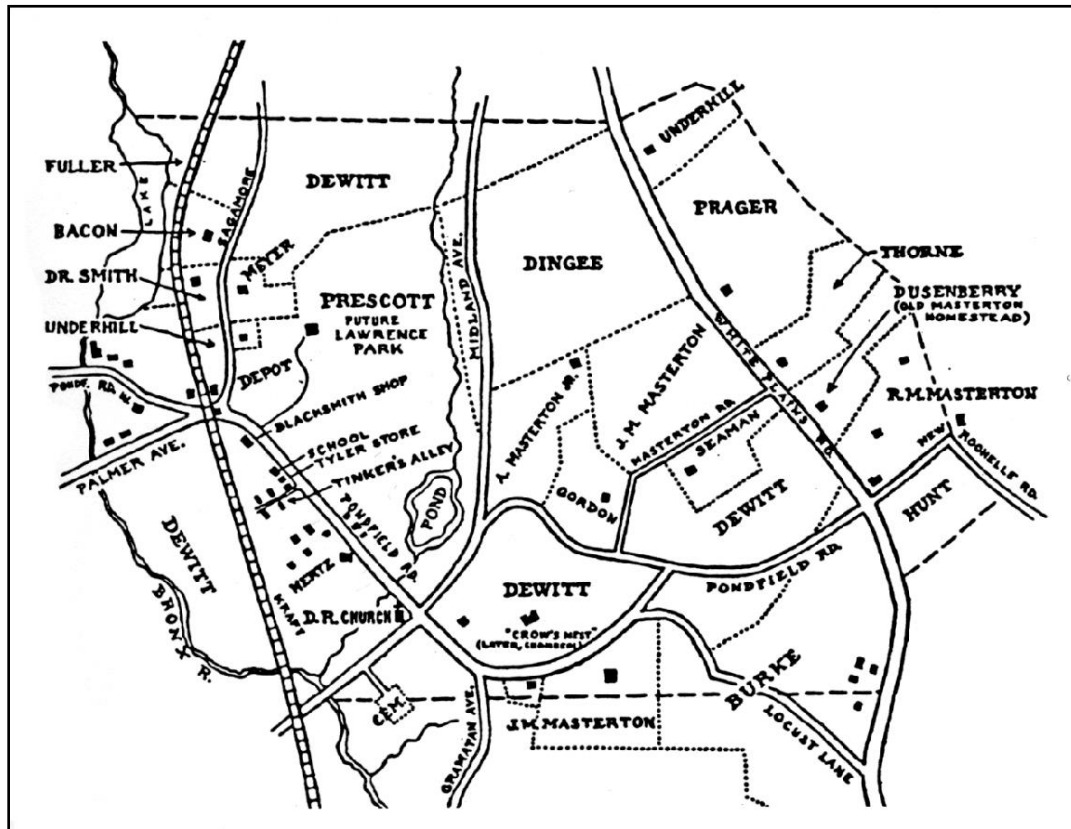 FULLER
LAKE
BACON
SAGAMORE
DEWITT
DR. SMITH
MEYER
UNDERHILL
PRESCOTT
FUTURE
LAWRENCE
PARK
DEPOT
MIDLAND AVE.
DINGEE
UNDERHILL
PRAGER
THORNE
DUSENBERRY
(OLD MASTERTON
HOMESTEAD)
WHITE PLAINS RD.
R.M. MASTERTON
NEW
ROCHELLE RD.
HUNT
A. MASTERTON JR.
J.M. MASTERTON
MASTERTON RD.
SEAMAN
GORDON
DEWITT
PONDFIELD RD.
PALMER AVE.
BLACKSMITH SHOP
SCHOOL
TYLER STORE
TINKER'S ALLEY
PONDFIELD
RD.
POND
DEWITT
BRONX R.
MERTZ
KRAFT
D.R. CHURCH
DEWITT
"CROW'S NEST"
CEM.
GRAMATAN AVE.
J.M. MASTERTON
BURKE
LOCUST LANE